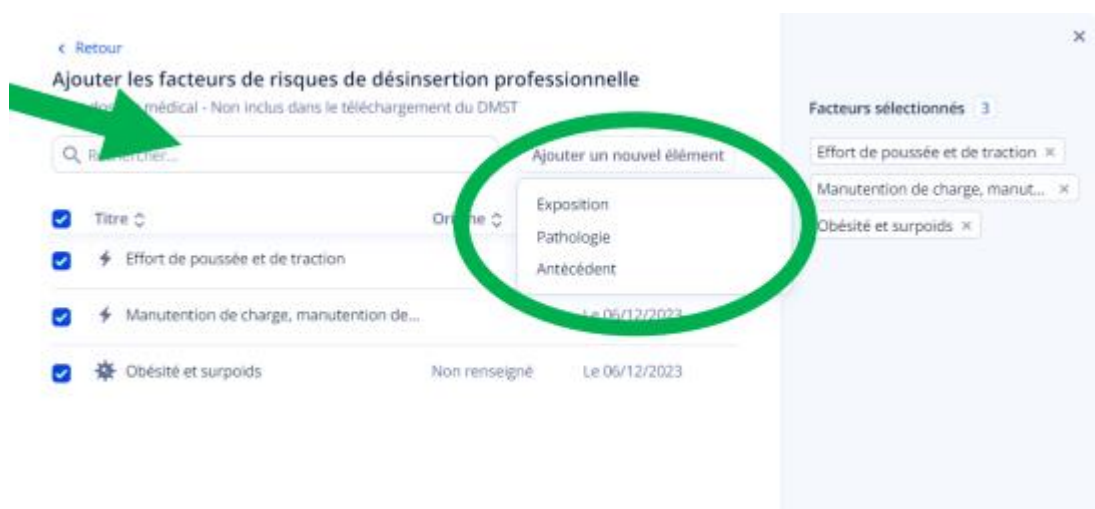 Retour
Ajouter les facteurs de risques de désinsertion professionnelle
médical - Non inclus dans le téléchargement du DMST
Rechercher...
Ajouter un nouvel élément
Exposition
Pathologie
Antécédent
Titre
Effort de poussée et de traction
Manutention de charge, manutention de...
Le 06/12/2023
Obésité et surpoids
Non renseigné
Le 06/12/2023
Facteurs sélectionnés 3
Effort de poussée et de traction
Manutention de charge, manut...
Obésité et surpoids